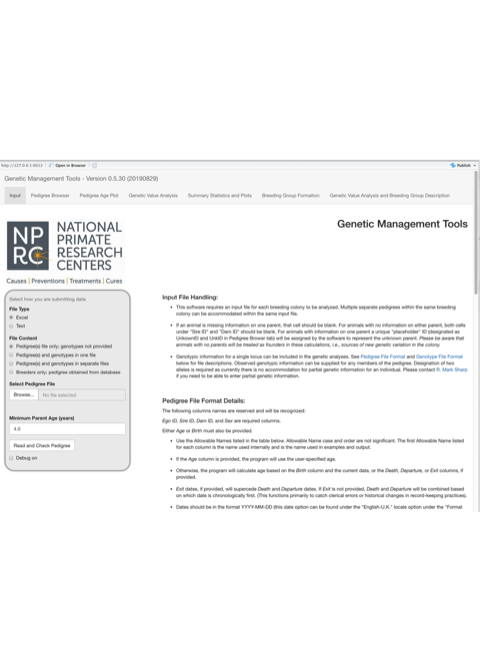 http://127.0.0.1:6012 Open in Browser Publish
Genetic Management Tools - Version 0.5.30 (20190829)
Input Pedigree Browser Pedigree Age Plot Genetic Value Analysis Summary Statistics and Plots Breeding Group Formation Genetic Value Analysis and Breeding Group Description
Genetic Management Tools
NP
RC
NATIONAL
PRIMATE
RESEARCH
CENTERS
Causes | Preventions | Treatments | Cures
Select how you are submitting data.
File Type
Excel
Text
File Content
Pedigree(s) file only; genotypes not provided
Pedigree(s) and genotypes in one file
Pedigree(s) and genotypes in separate files
Breeders only; pedigree obtained from database
Select Pedigree File
Browse... No file selected
Minimum Parent Age (years)
4.0
Read and Check Pedigree
Debug on
Input File Handling:
• This software requires an input file for each breeding colony to be analyzed. Multiple separate pedigrees within the same breeding
colony can be accommodated within the same input file.
• If an animal is missing information on one parent, that cell should be blank. For animals with no information on either parent, both cells
under "Sire ID" and "Dam ID" should be blank. For animals with information on one parent a unique "placeholder" ID (designated as
UnknownID and UnkID in Pedigree Browser tab) will be assigned by the software to represent the unknown parent. Please be aware that
animals with no parents will be treated as founders in these calculations, i.e., sources of new genetic variation in the colony
• Genotypic information for a single locus can be included in the genetic analyses. See Pedigree File Format and Genotype File Format
below for file descriptions. Observed genotypic information can be supplied for any members of the pedigree. Designation of two
alleles is required as currently there is no accommodation for partial genetic information for an individual. Please contact R. Mark Sharp
if you need to be able to enter partial genetic information.
Pedigree File Format Details:
The following columns names are reserved and will be recognized:
Ego ID, Sire ID, Dam ID, and Sex are required columns.
Either Age or Birth must also be provided.
• Use the Allowable Names listed in the table below. Allowable Name case and order are not significant. The first Allowable Name listed
for each column is the name used internally and is the name used in examples and output.
• If the Age column is provided, the program will use the user-specified age.
• Otherwise, the program will calculate age based on the Birth column and the current date, or the Death, Departure, or Exit columns, if
provided.
• Exit dates, if provided, will supercede Death and Departure dates. If Exit is not provided, Death and Departure will be combined based
on which date is chronologically first. (This functions primarily to catch clerical errors or historical changes in record-keeping practices).
• Dates should be in the format YYYY-MM-DD (this date option can be found under the "English-U.K." locale option under the "Format